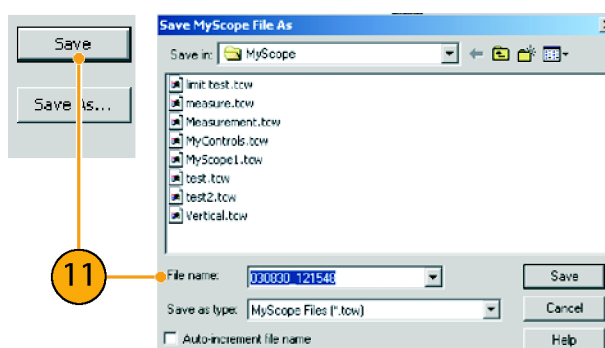 Save
Save As...
Save MyScope File As
Save in: MyScope
limit test.tcw
measure.tcw
Measurement.tcw
MyControls.tcw
MyScope1.tcw
test.tcw
test2.tcw
Vertical.tcw
11
File name: 030830_121548
Save
Save as type: MyScope Files (*.tcw)
Cancel
Auto-increment file name
Help